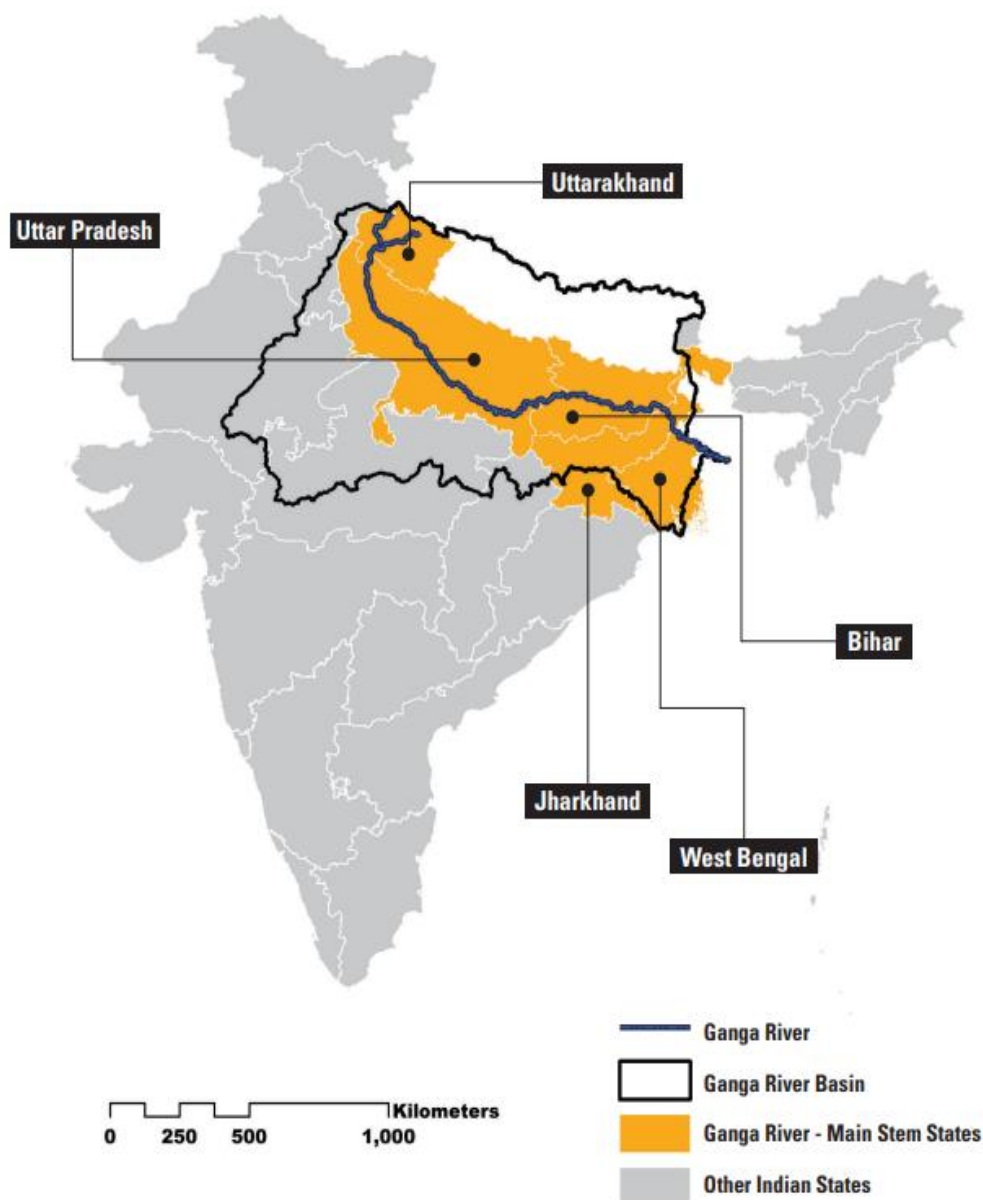 Uttarakhand
Uttar Pradesh
Bihar
Jharkhand
West Bengal
Ganga River
Ganga River Basin
Kilometers
0 250 500 1,000
Ganga River - Main Stem States
Other Indian States